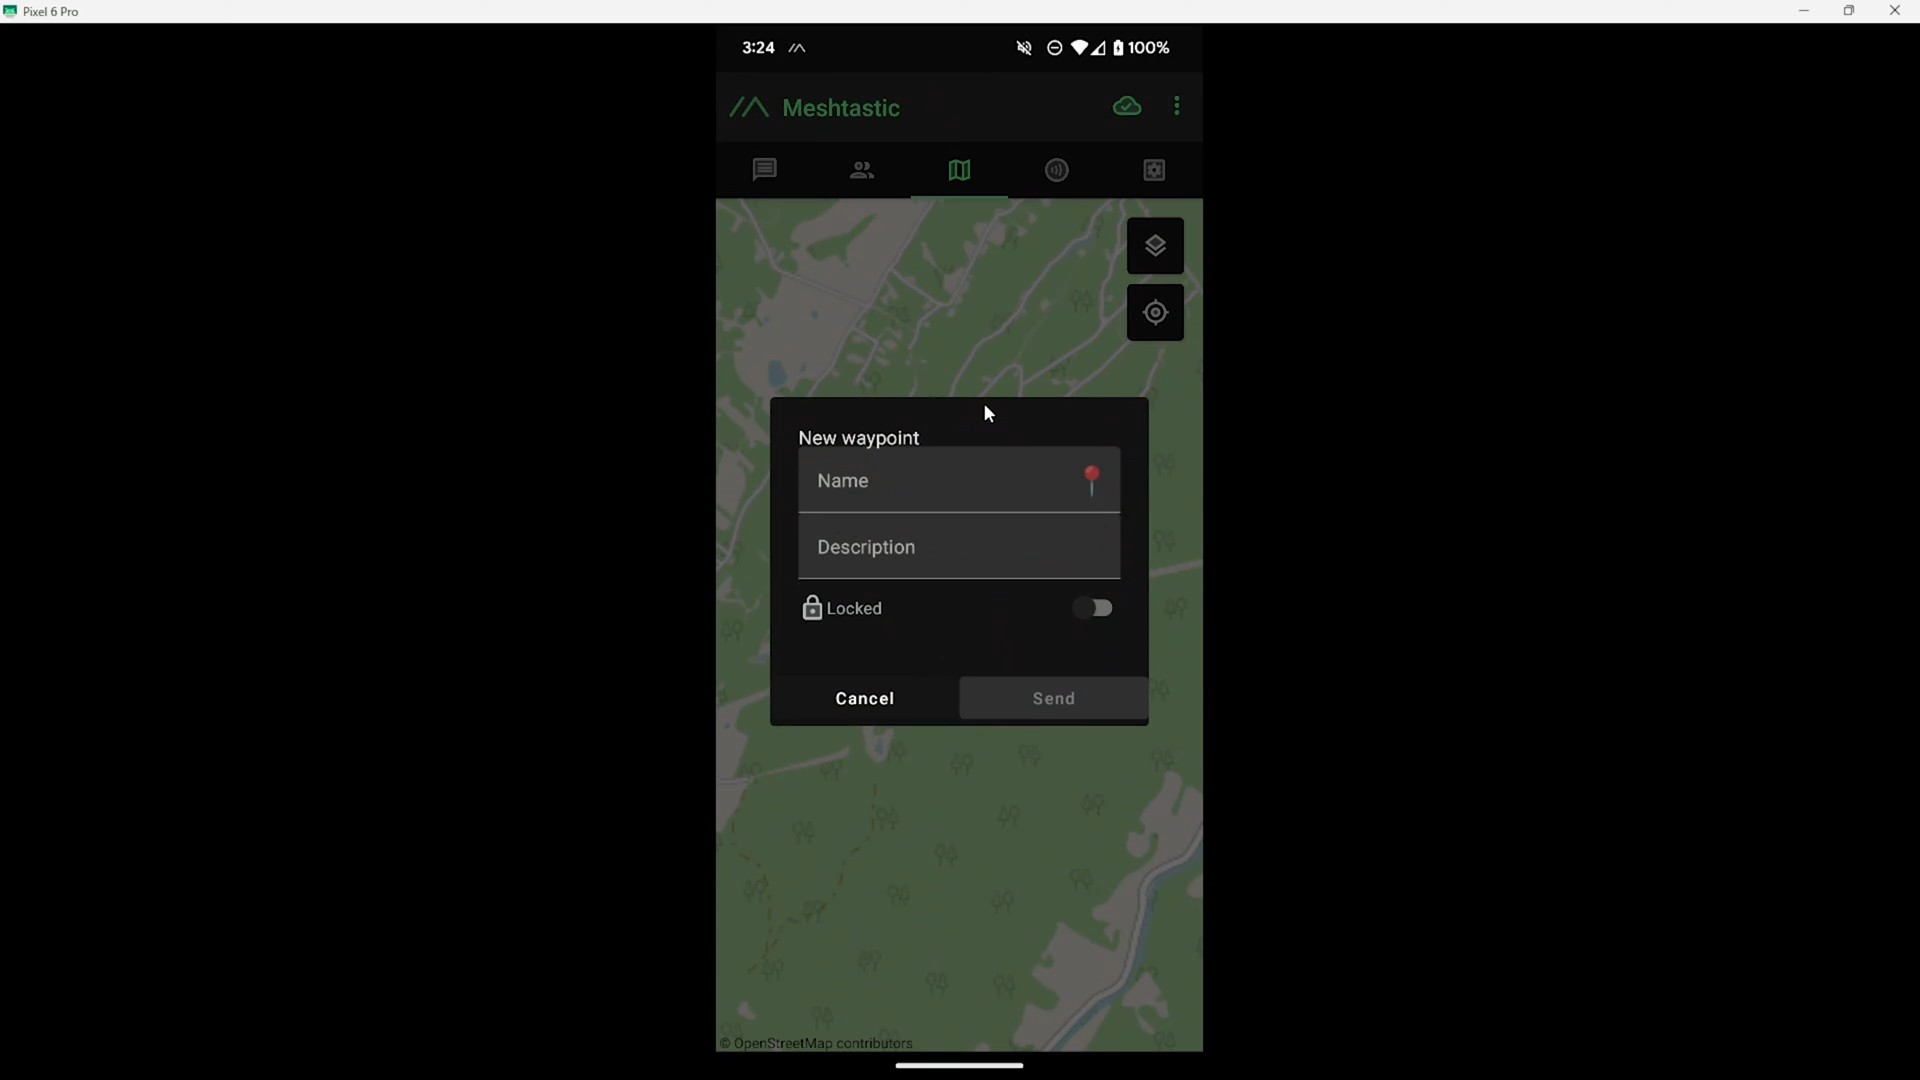 Pixel 6 Pro
3:24
100%
Meshtastic
New waypoint
Name
Description
Locked
Cancel
Send
© OpenStreetMap contributors